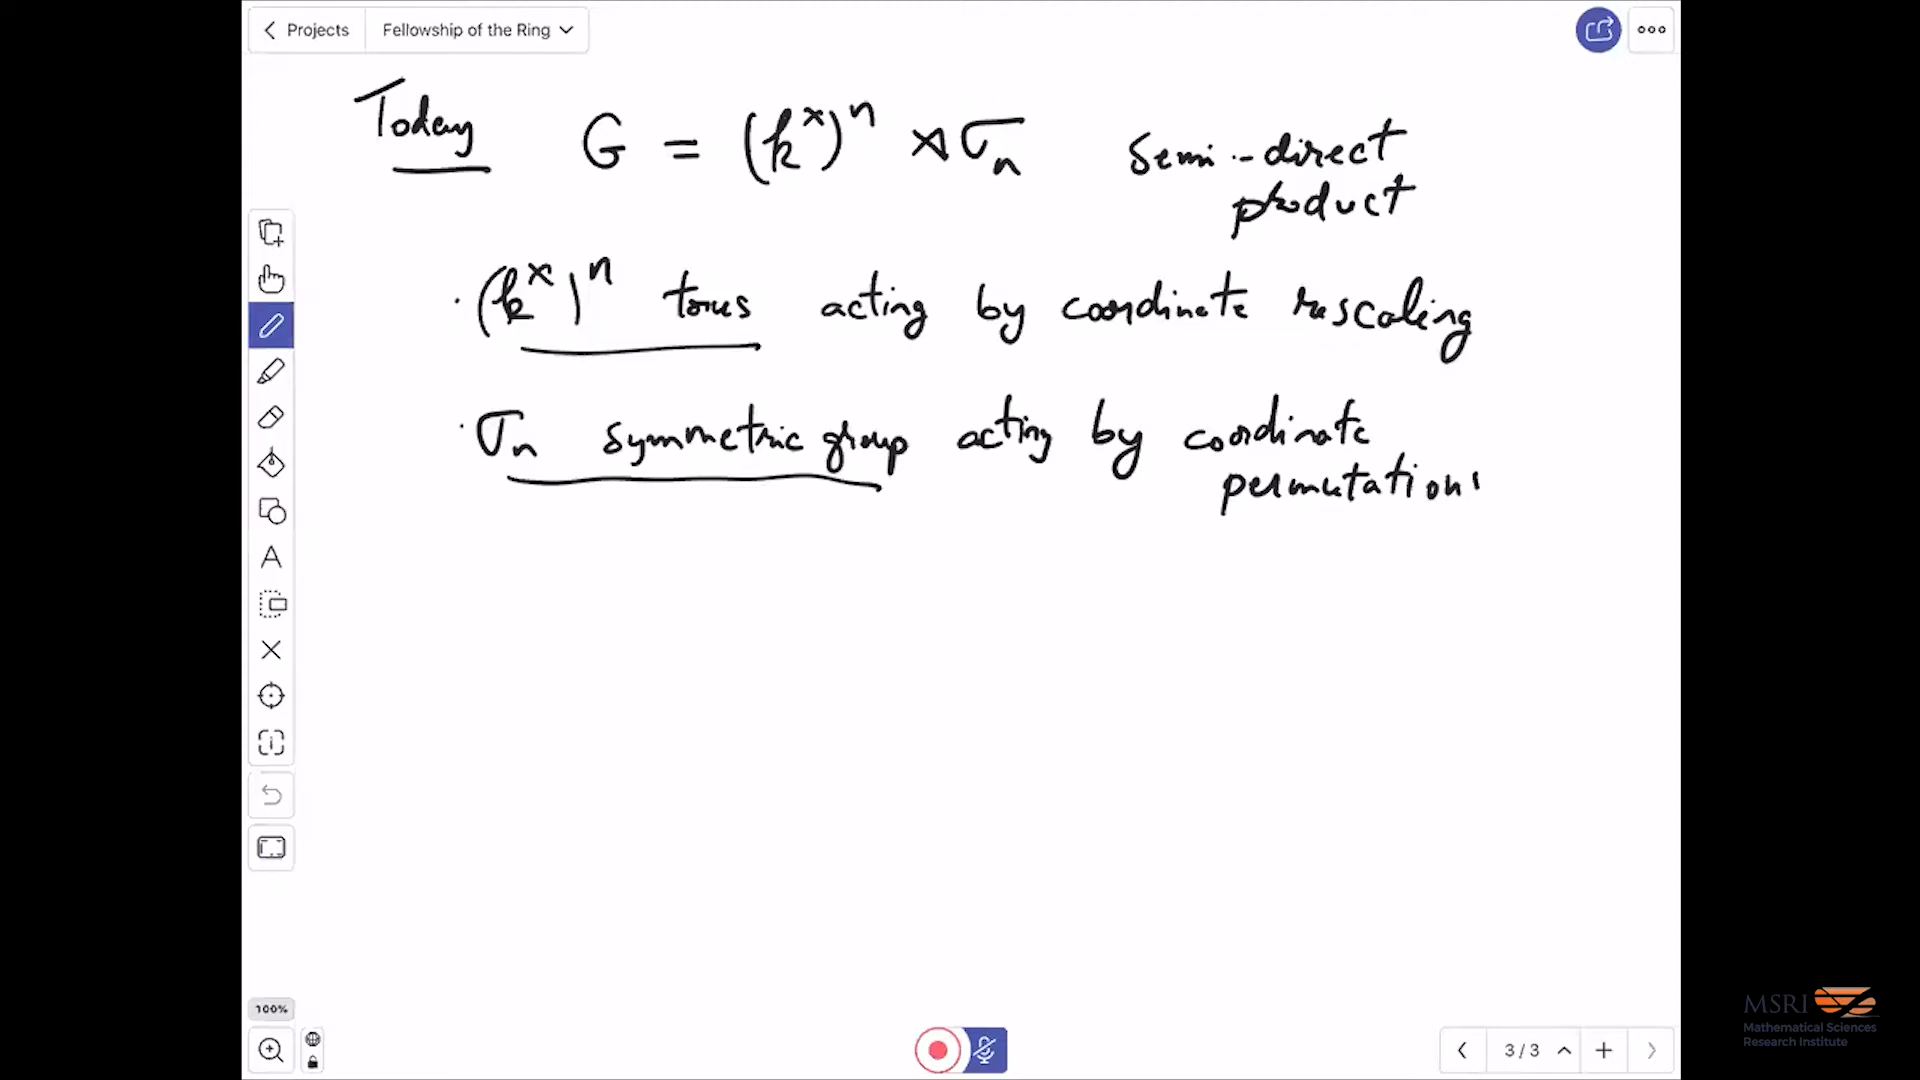 Projects
Fellowship of the Ring
Today G = (k^×)^n ⋊ σ_n semi-direct
product
· (k^×)^n torus acting by coordinate rescaling
· σ_n symmetric group acting by coordinate
permutations
A
100%
3/3
MSRI
Mathematical Sciences
Research Institute